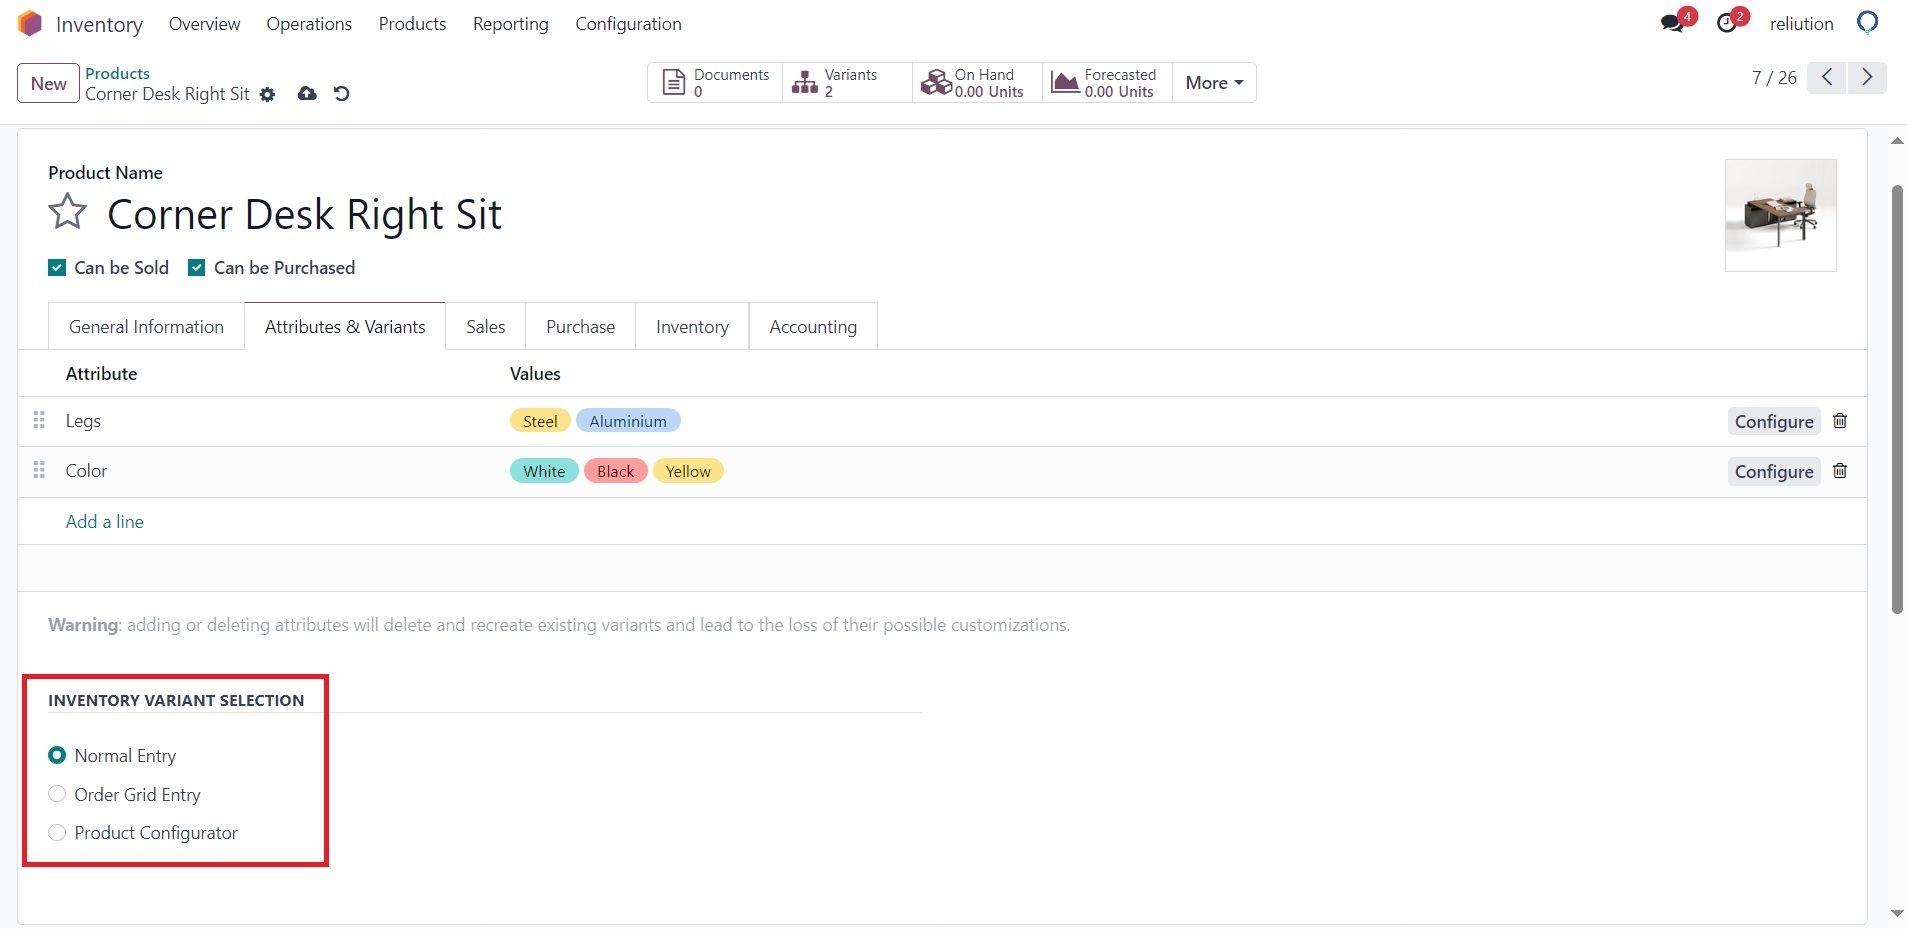 Inventory Overview Operations Products Reporting Configuration 4 2 reliution
New Products Documents Variants On Hand Forecasted More 7 / 26
Corner Desk Right Sit 0 2 0.00 Units 0.00 Units
Product Name
Corner Desk Right Sit
Can be Sold Can be Purchased
General Information Attributes & Variants Sales Purchase Inventory Accounting
Attribute Values
Legs Steel Aluminium Configure
Color White Black Yellow Configure
Add a line
Warning: adding or deleting attributes will delete and recreate existing variants and lead to the loss of their possible customizations.
INVENTORY VARIANT SELECTION
Normal Entry
Order Grid Entry
Product Configurator